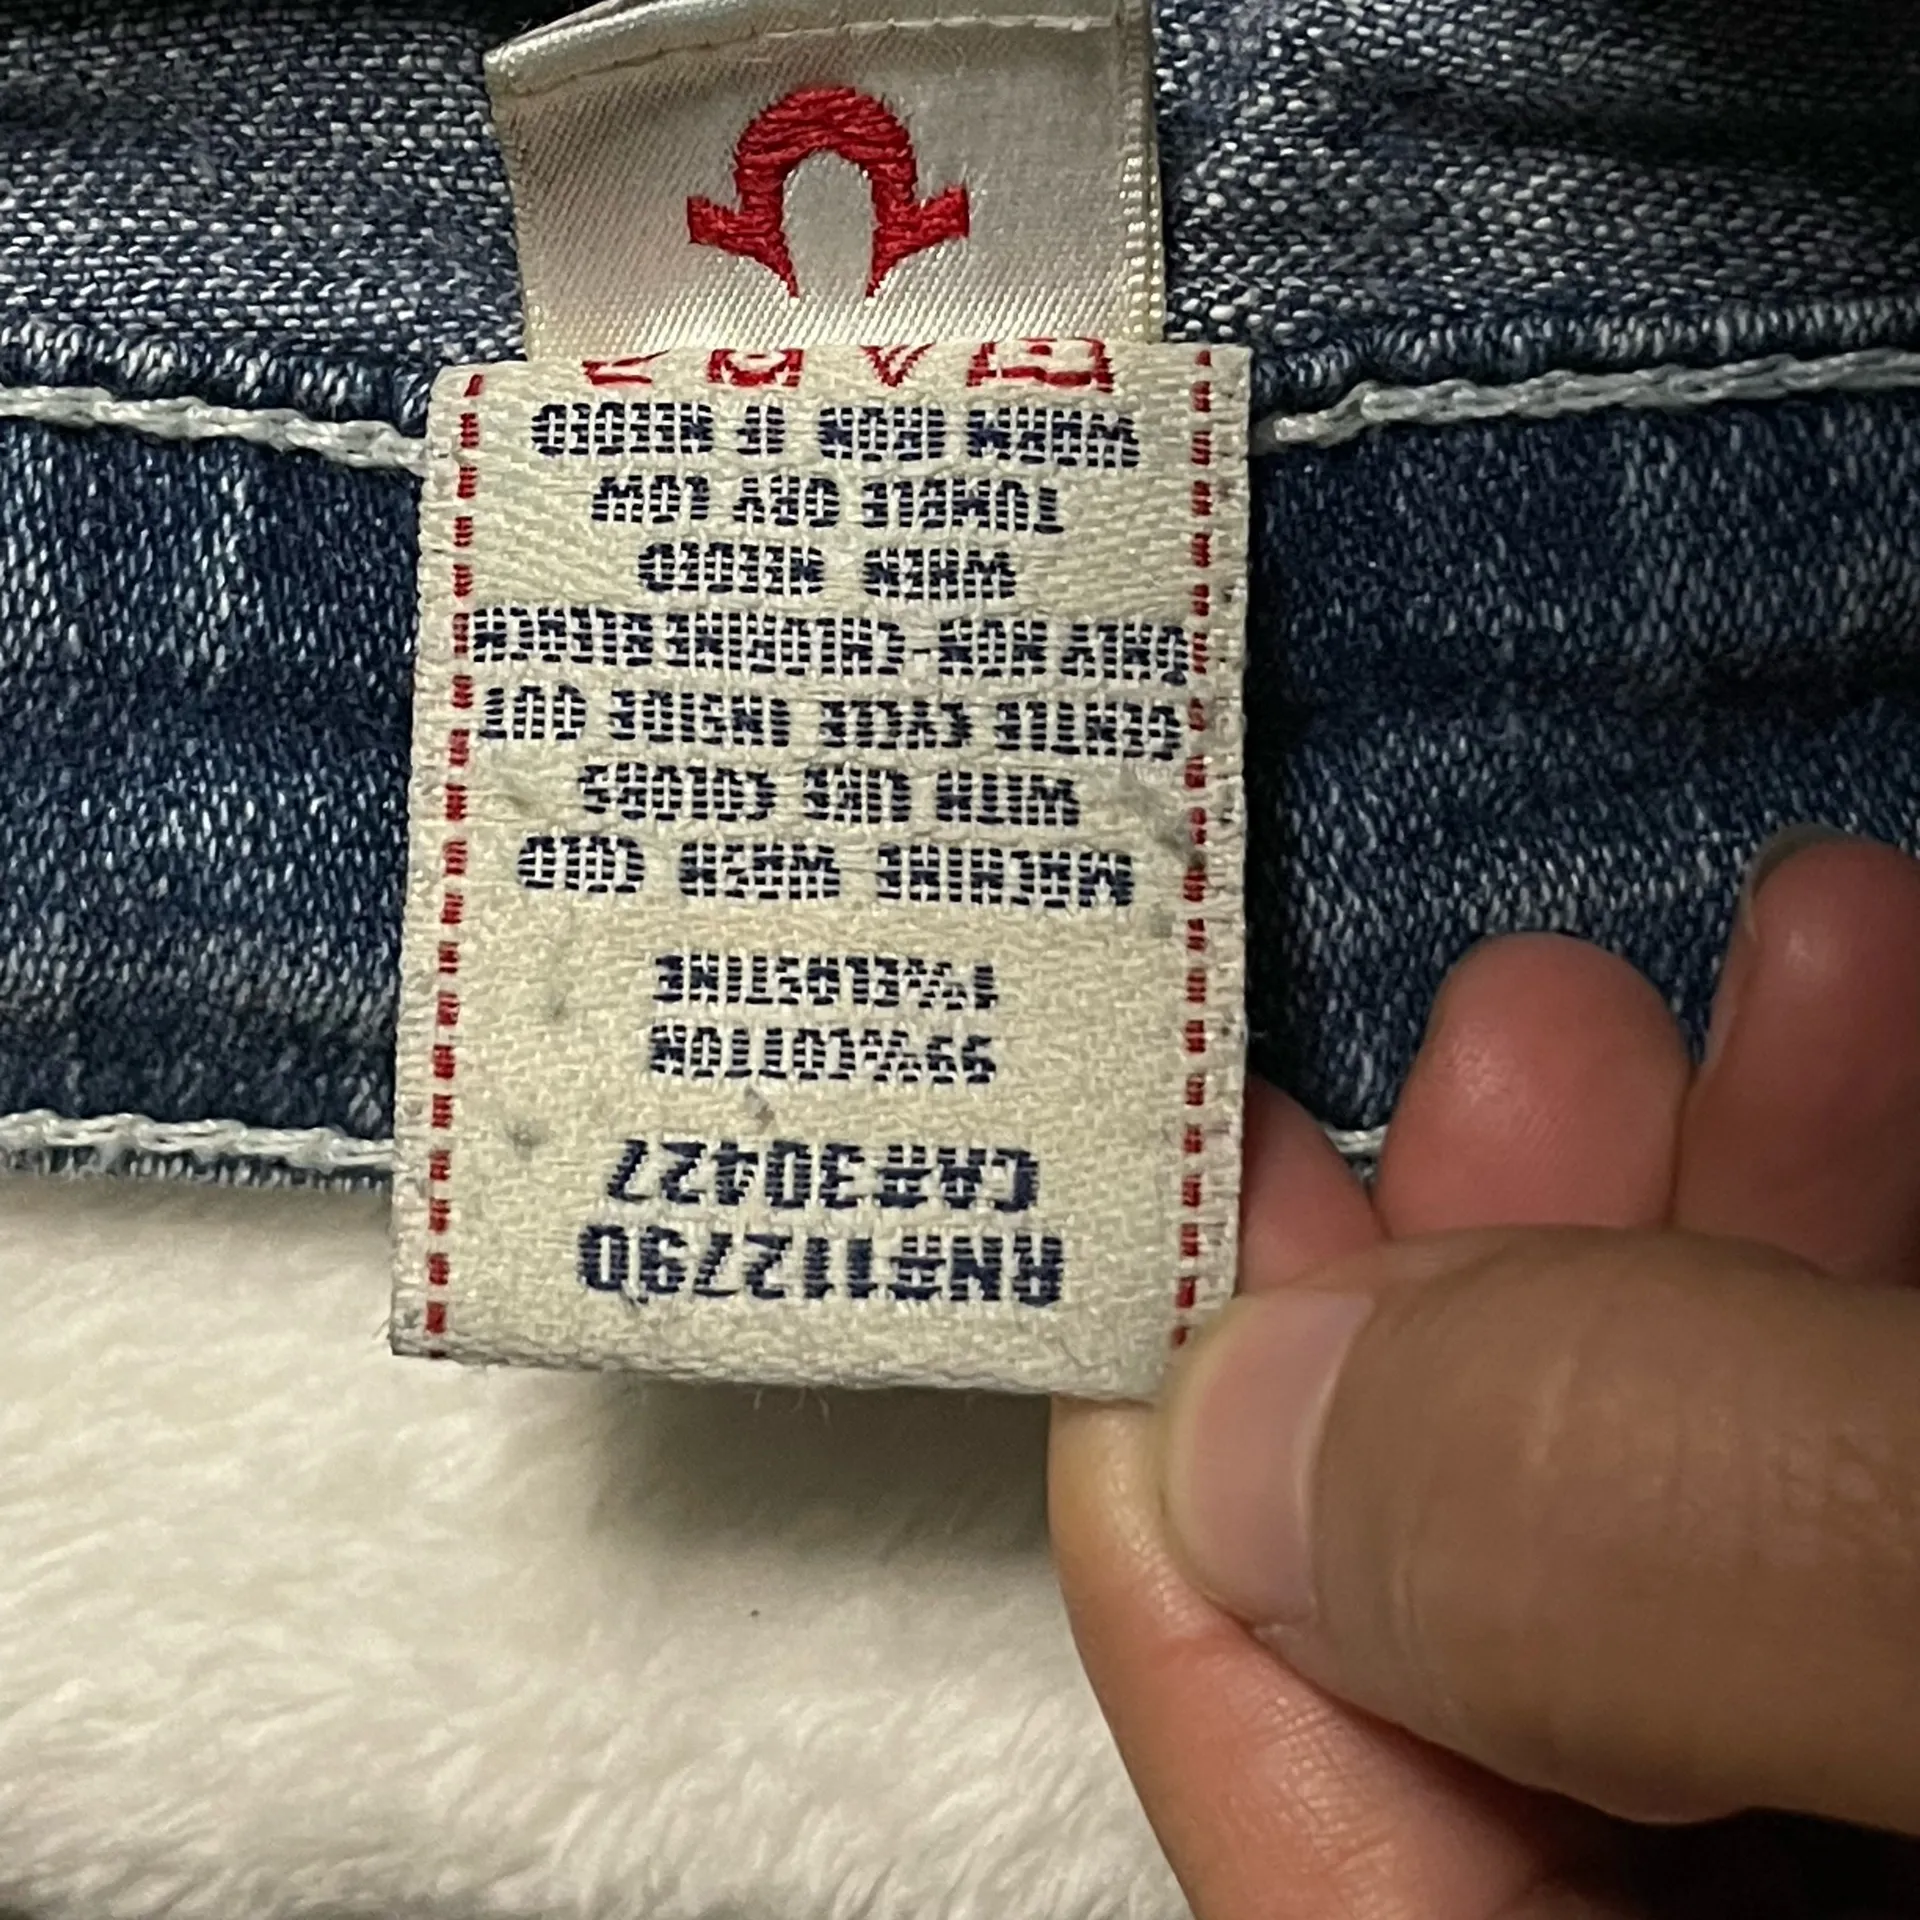 RN#112790
CA#30427
99%COTTON
1%ELASTINE
MACHINE WASH COLD
WITH LIKE COLORS
GENTLE CYCLE INSIDE OUT
ONLY NON-CHLORINE BLEACH
WHEN NEEDED
TUMBLE DRY LOW
WARM IRON IF NEEDED